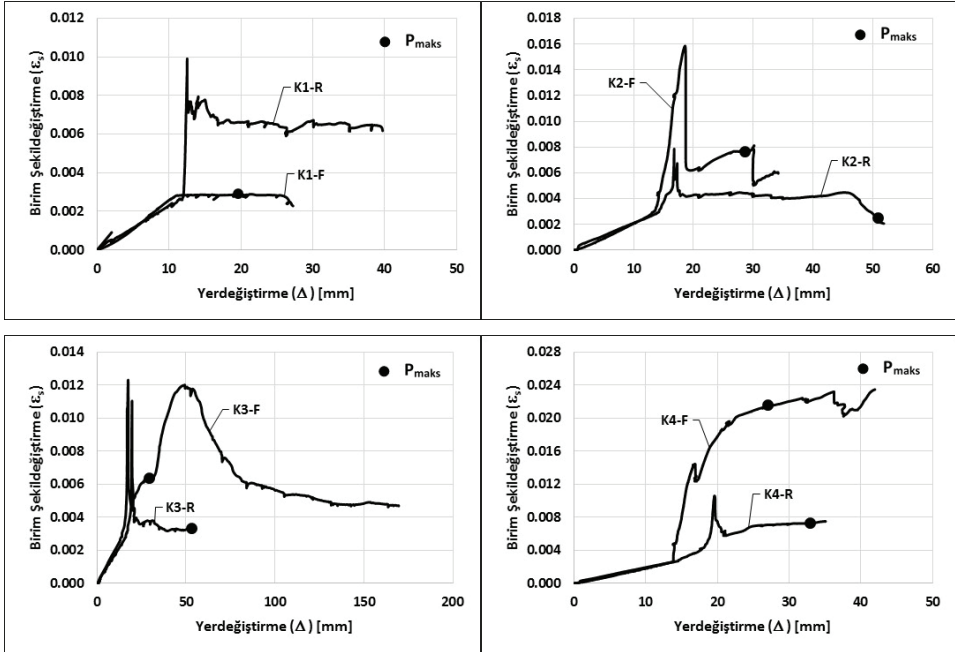 0.012
0.010
0.008
0.006
0.004
0.002
0.000
Birim Şekildeğiştirme (εs)
P maks
K1-R
K1-F
0 10 20 30 40 50
Yerdeğiştirme (Δ) [mm]
0.018
0.016
0.014
0.012
0.010
0.008
0.006
0.004
0.002
0.000
Birim Şekildeğiştirme (εs)
P maks
K2-F
K2-R
0 10 20 30 40 50 60
Yerdeğiştirme (Δ) [mm]
0.014
0.012
0.010
0.008
0.006
0.004
0.002
0.000
Birim Şekildeğiştirme (εs)
P maks
K3-F
K3-R
0 50 100 150 200
Yerdeğiştirme (Δ) [mm]
0.028
0.024
0.020
0.016
0.012
0.008
0.004
0.000
Birim Şekildeğiştirme (εs)
P maks
K4-F
K4-R
0 10 20 30 40 50
Yerdeğiştirme (Δ) [mm]